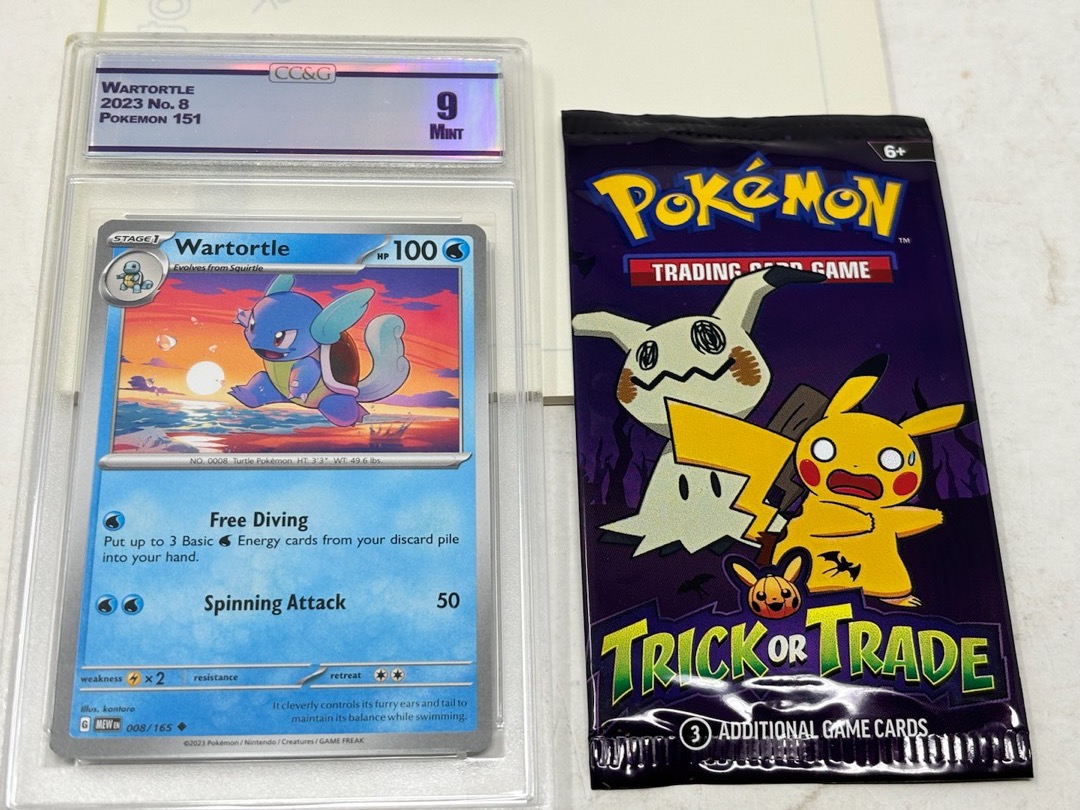 CC&G
WARTORTLE
2023 No. 8
POKEMON 151
9
MINT
STAGE 1
Wartortle
HP 100
Evolves from Squirtle
NO. 0008 Turtle Pokémon HT: 3'3" WT: 49.6 lbs.
Free Diving
Put up to 3 Basic Energy cards from your discard pile
into your hand.
Spinning Attack 50
weakness ×2 resistance retreat
Illus. kantaro
It cleverly controls its furry ears and tail to
maintain its balance while swimming.
G MEW EN 008/165
©2023 Pokémon / Nintendo / Creatures / GAME FREAK
6+
POKéMON
TM
TRADING CARD GAME
TRICK OR TRADE
3 ADDITIONAL GAME CARDS